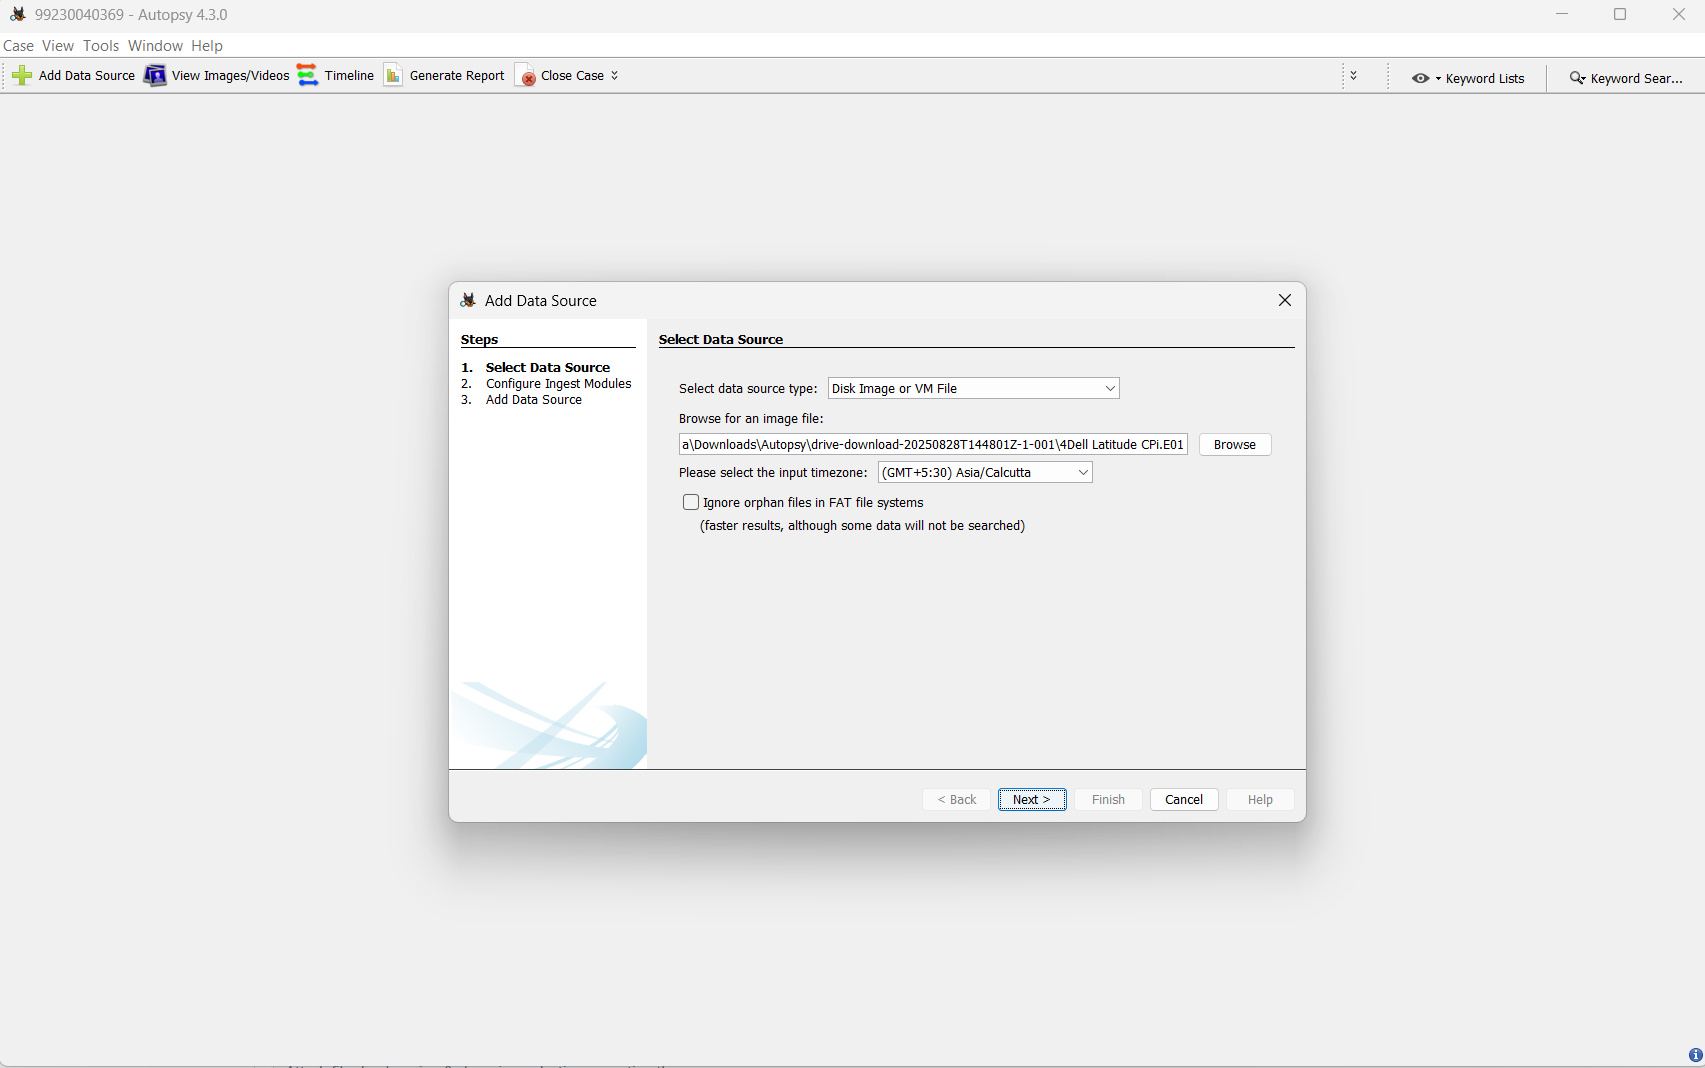 99230040369 - Autopsy 4.3.0
Case View Tools Window Help
Add Data Source View Images/Videos Timeline Generate Report Close Case Keyword Lists Keyword Sear...
Add Data Source
Steps
1. Select Data Source
2. Configure Ingest Modules
3. Add Data Source
Select Data Source
Select data source type: Disk Image or VM File
Browse for an image file:
a\Downloads\Autopsy\drive-download-20250828T144801Z-1-001\4Dell Latitude CPi.E01 Browse
Please select the input timezone: (GMT+5:30) Asia/Calcutta
Ignore orphan files in FAT file systems
(faster results, although some data will not be searched)
< Back Next > Finish Cancel Help